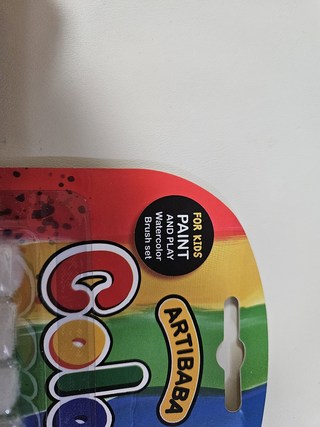 ARTIBABA
FOR KIDS
PAINT
AND PLAY
Watercolor
Brush set
Colo